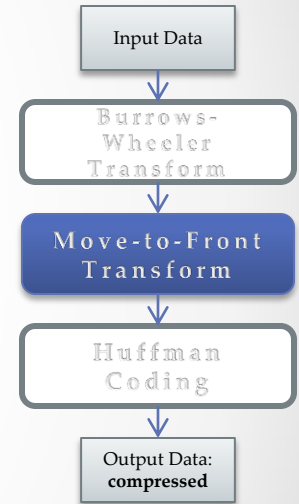 Input Data
Burrows-
Wheeler
Transform
Move-to-Front
Transform
Huffman
Coding
Output Data:
compressed